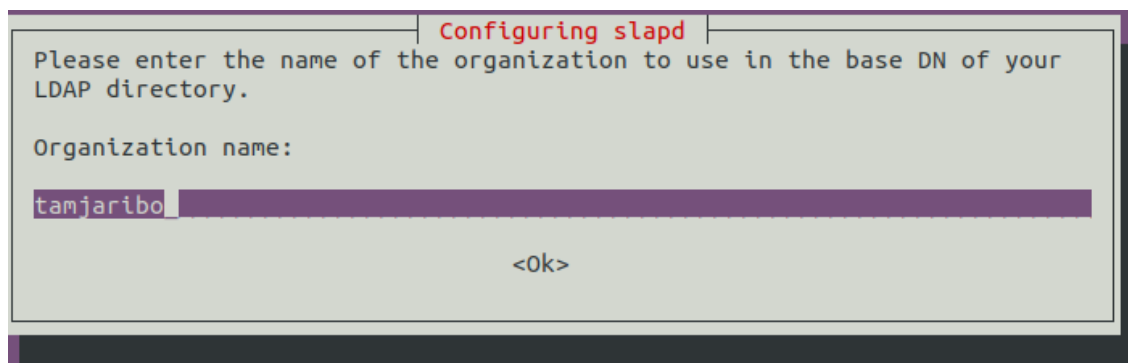 Configuring slapd
Please enter the name of the organization to use in the base DN of your
LDAP directory.
Organization name:
tamjaribo
<Ok>